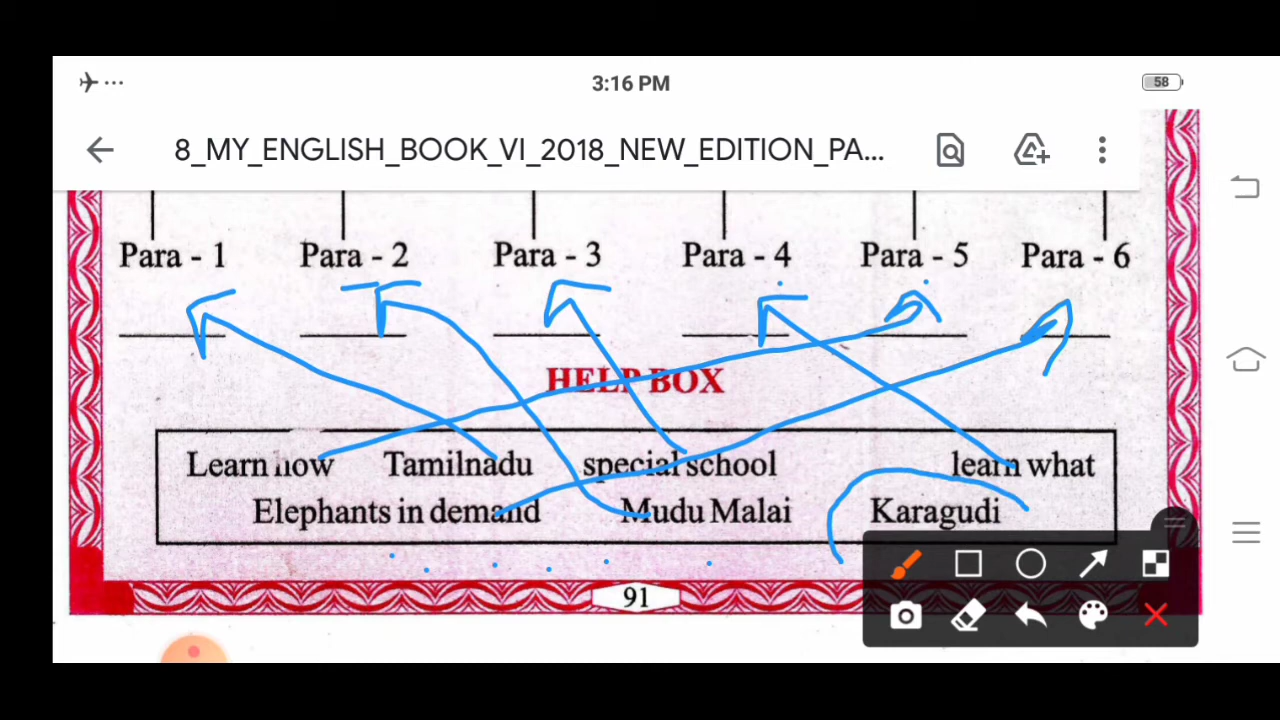 3:16 PM
58
8_MY_ENGLISH_BOOK_VI_2018_NEW_EDITION_PA...
Para - 1 Para - 2 Para - 3 Para - 4 Para - 5 Para - 6
HELP BOX
Learn how Tamilnadu special school learn what
Elephants in demand Mudu Malai Karagudi
91